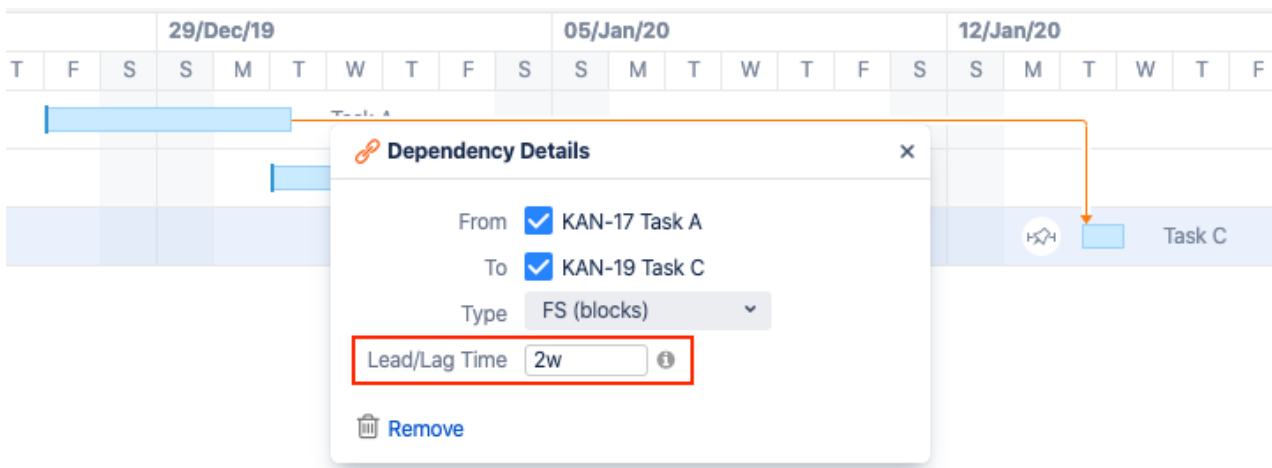 29/Dec/19 05/Jan/20 12/Jan/20
T F S S M T W T F S S M T W T F S S M T W T F
Task A
Dependency Details
From KAN-17 Task A
To KAN-19 Task C
Task C
Type FS (blocks)
Lead/Lag Time 2w
Remove